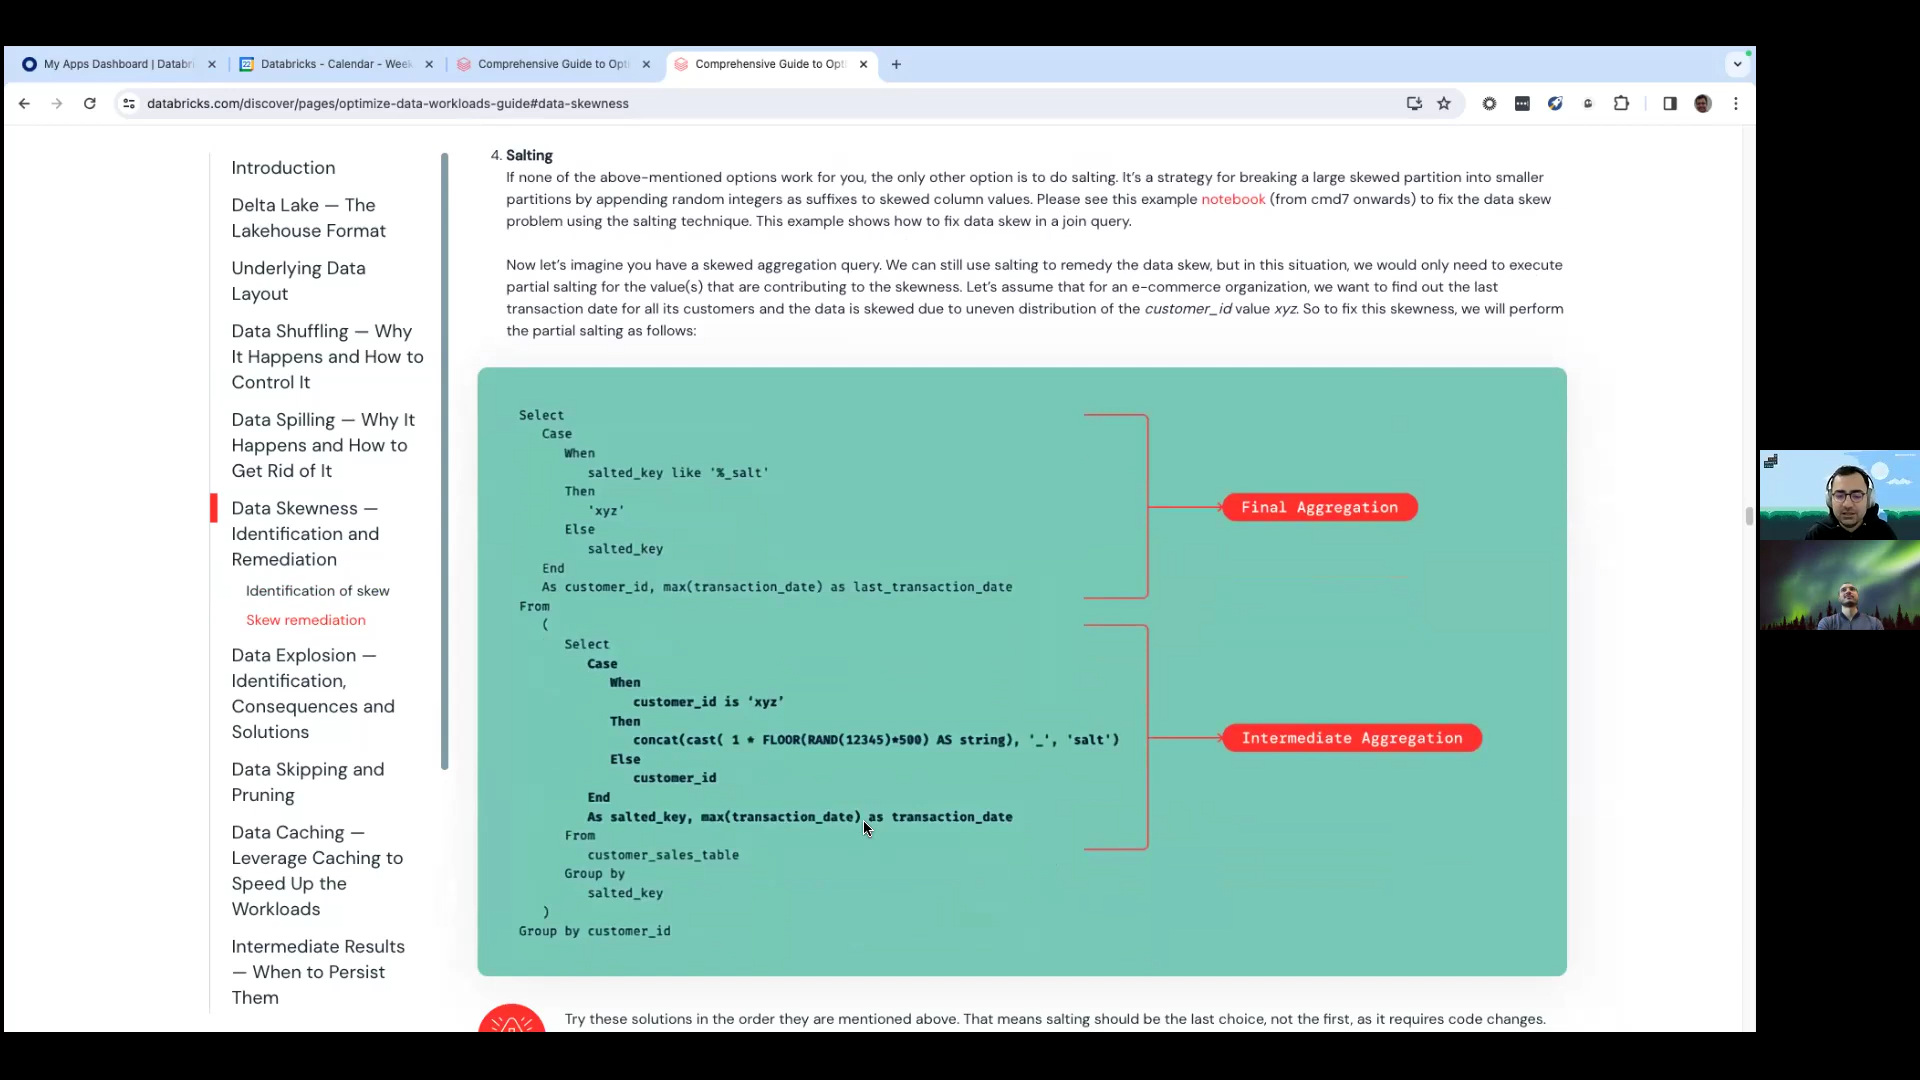 My Apps Dashboard | Databri
Databricks - Calendar - Week
Comprehensive Guide to Opti
Comprehensive Guide to Opti
databricks.com/discover/pages/optimize-data-workloads-guide#data-skewness
Introduction
Delta Lake — The
Lakehouse Format
Underlying Data
Layout
Data Shuffling — Why
It Happens and How to
Control It
Data Spilling — Why It
Happens and How to
Get Rid of It
Data Skewness —
Identification and
Remediation
Identification of skew
Skew remediation
Data Explosion —
Identification,
Consequences and
Solutions
Data Skipping and
Pruning
Data Caching —
Leverage Caching to
Speed Up the
Workloads
Intermediate Results
— When to Persist
Them
4. Salting
If none of the above-mentioned options work for you, the only other option is to do salting. It's a strategy for breaking a large skewed partition into smaller
partitions by appending random integers as suffixes to skewed column values. Please see this example notebook (from cmd7 onwards) to fix the data skew
problem using the salting technique. This example shows how to fix data skew in a join query.
Now let's imagine you have a skewed aggregation query. We can still use salting to remedy the data skew, but in this situation, we would only need to execute
partial salting for the value(s) that are contributing to the skewness. Let's assume that for an e-commerce organization, we want to find out the last
transaction date for all its customers and the data is skewed due to uneven distribution of the customer_id value xyz. So to fix this skewness, we will perform
the partial salting as follows:
Select
Case
When
salted_key like '%_salt'
Then
'xyz'
Else
salted_key
End
As customer_id, max(transaction_date) as last_transaction_date
From
(
Select
Case
When
customer_id is ‘xyz’
Then
concat(cast( 1 * FLOOR(RAND(12345)*500) AS string), '_', 'salt')
Else
customer_id
End
As salted_key, max(transaction_date) as transaction_date
From
customer_sales_table
Group by
salted_key
)
Group by customer_id
Final Aggregation
Intermediate Aggregation
Try these solutions in the order they are mentioned above. That means salting should be the last choice, not the first, as it requires code changes.